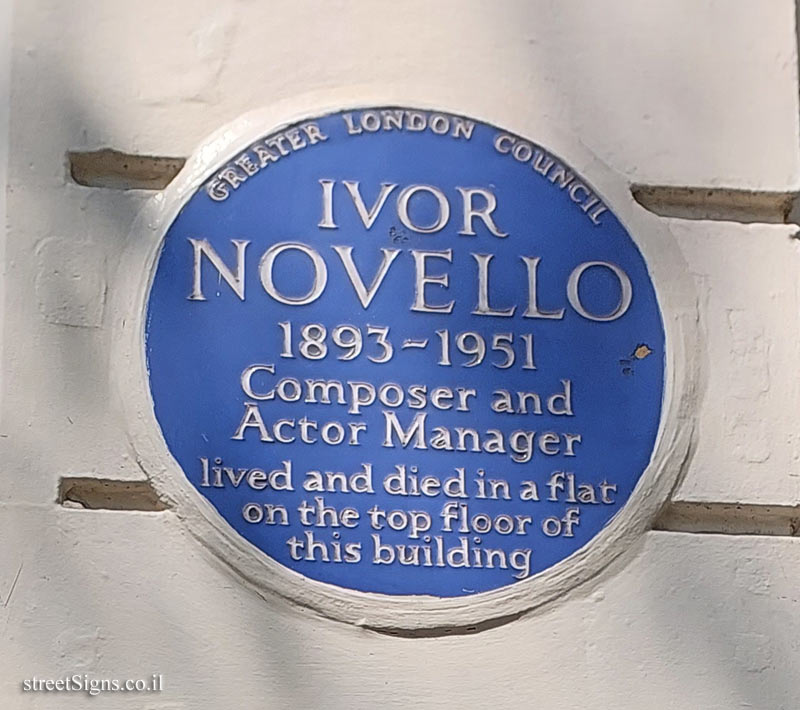 GREATER LONDON COUNCIL
IVOR
NOVELLO
1893-1951
Composer and
Actor Manager
lived and died in a flat
on the top floor of
this building
streetSigns.co.il